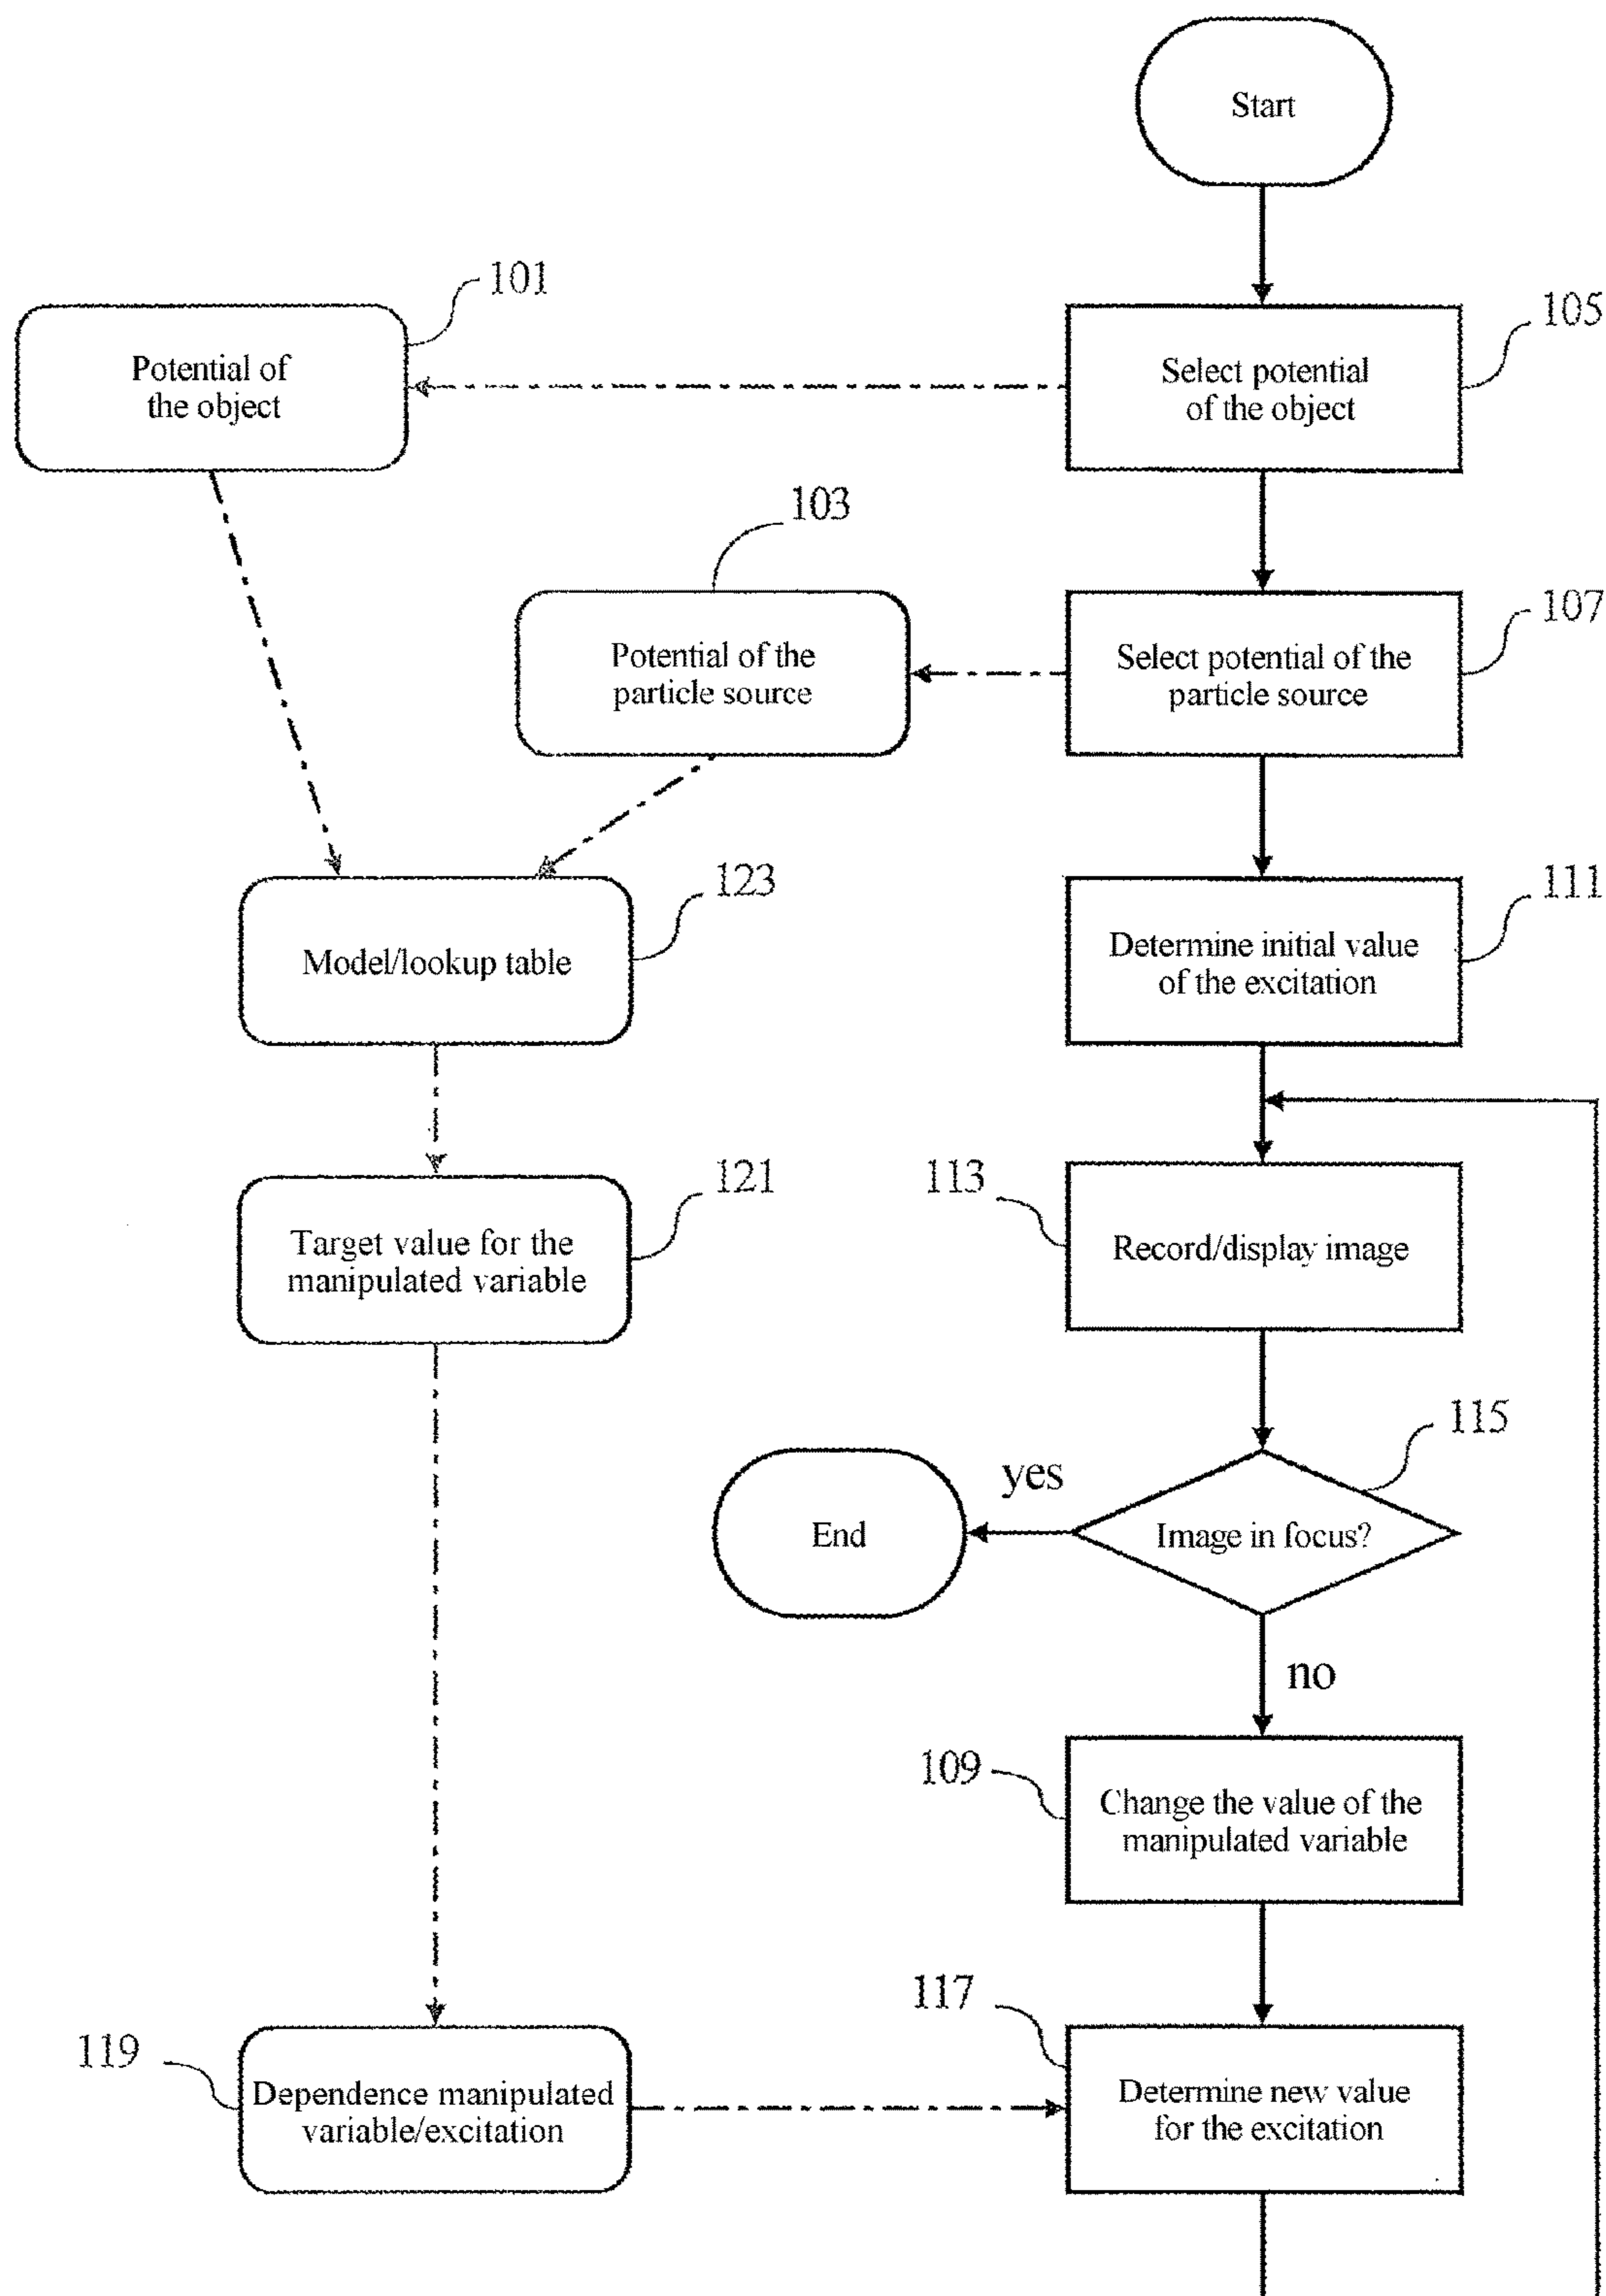 Start
101
105
Potential of
the object
Select potential
of the object
103
107
Potential of the
particle source
Select potential of the
particle source
123
111
Model/lookup table
Determine initial value
of the excitation
121
113
Target value for the
manipulated variable
Record/display image
115
yes
End
Image in focus?
no
109
Change the value of the
manipulated variable
117
119
Dependence manipulated
variable/excitation
Determine new value
for the excitation